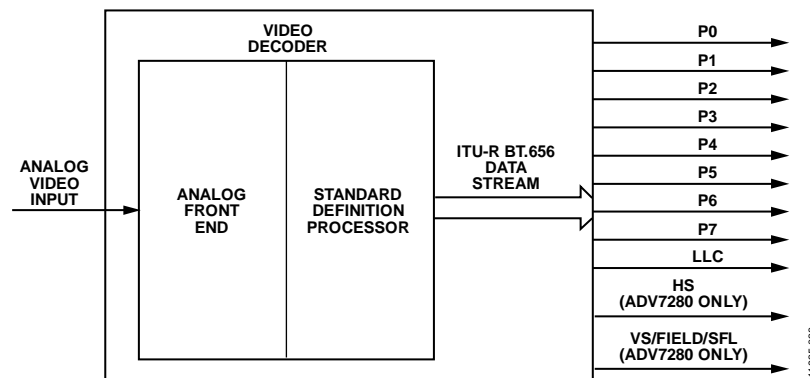 VIDEO
DECODER
ANALOG
VIDEO
INPUT
ANALOG
FRONT
END
STANDARD
DEFINITION
PROCESSOR
ITU-R BT.656
DATA
STREAM
P0
P1
P2
P3
P4
P5
P6
P7
LLC
HS
(ADV7280 ONLY)
VS/FIELD/SFL
(ADV7280 ONLY)